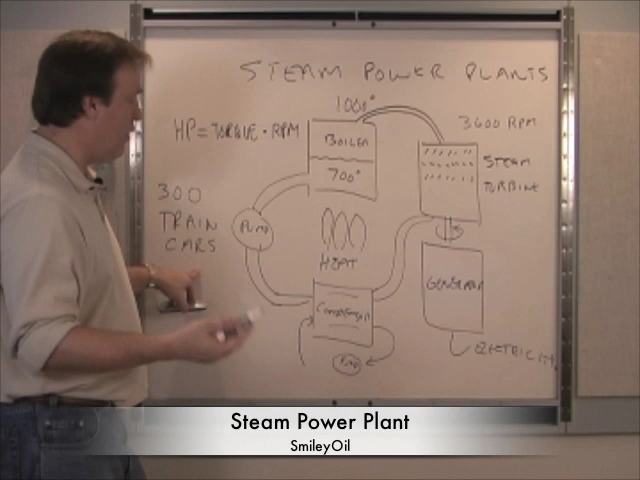 STEAM POWER PLANTS
1000°
3600 RPM
HP = TORQUE · RPM
BOILER
700°
STEAM
TURBINE
300
TRAIN
CARS
PUMP
HEAT
GENERATOR
CONDENSER
PUMP
ELECTRICITY
Steam Power Plant
SmileyOil